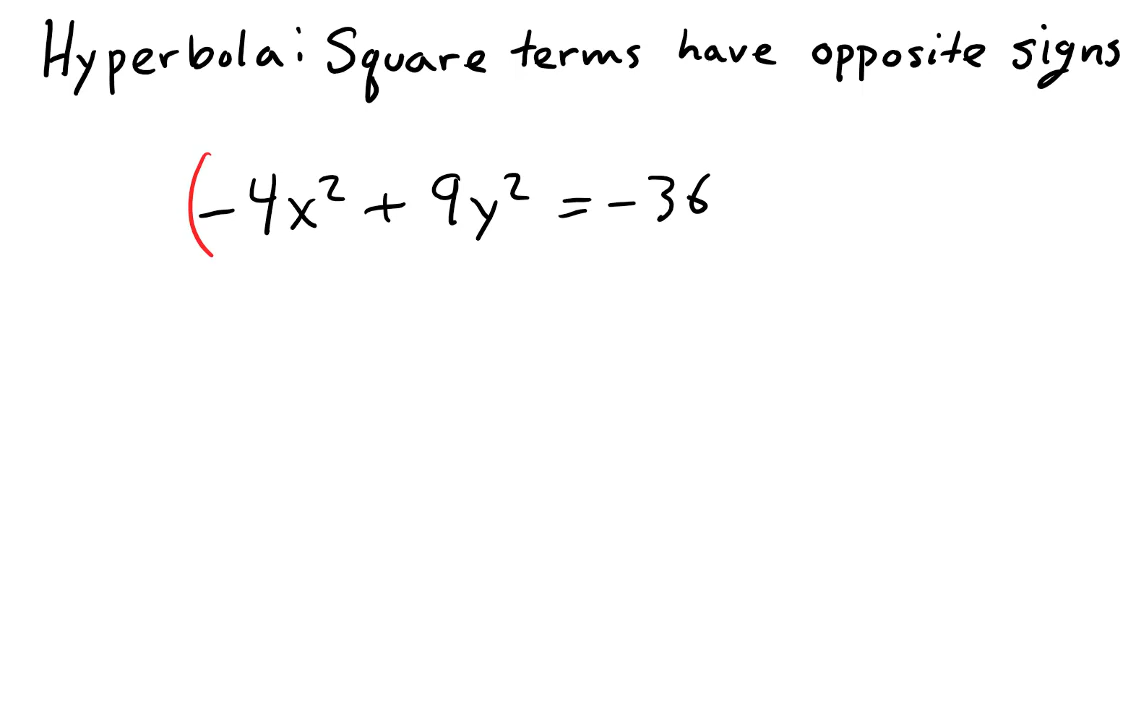 Hyperbola: Square terms have opposite signs
(-4x² + 9y² = -36